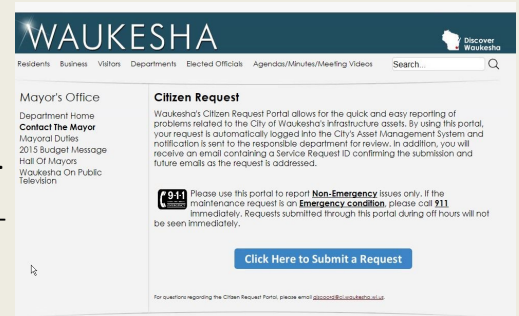 WAUKESHA
Discover
Waukesha
Residents Business Visitors Departments Elected Officials Agendas/Minutes/Meeting Videos Search...
Mayor's Office
Department Home
Contact The Mayor
Mayoral Duties
2015 Budget Message
Hall Of Mayors
Waukesha On Public
Television
Citizen Request
Waukesha's Citizen Request Portal allows for the quick and easy reporting of
problems related to the City of Waukesha's infrastructure assets. By using this portal,
your request is automatically logged into the City's Asset Management System and
notification is sent to the responsible department for review. In addition, you will
receive an email containing a Service Request ID confirming the submission and
future emails as the request is addressed.
9-1-1 Please use this portal to report Non-Emergency issues only. If the
maintenance request is an Emergency condition, please call 911
immediately. Requests submitted through this portal during off hours will not
be seen immediately.
Click Here to Submit a Request
For questions regarding the Citizen Request Portal, please email